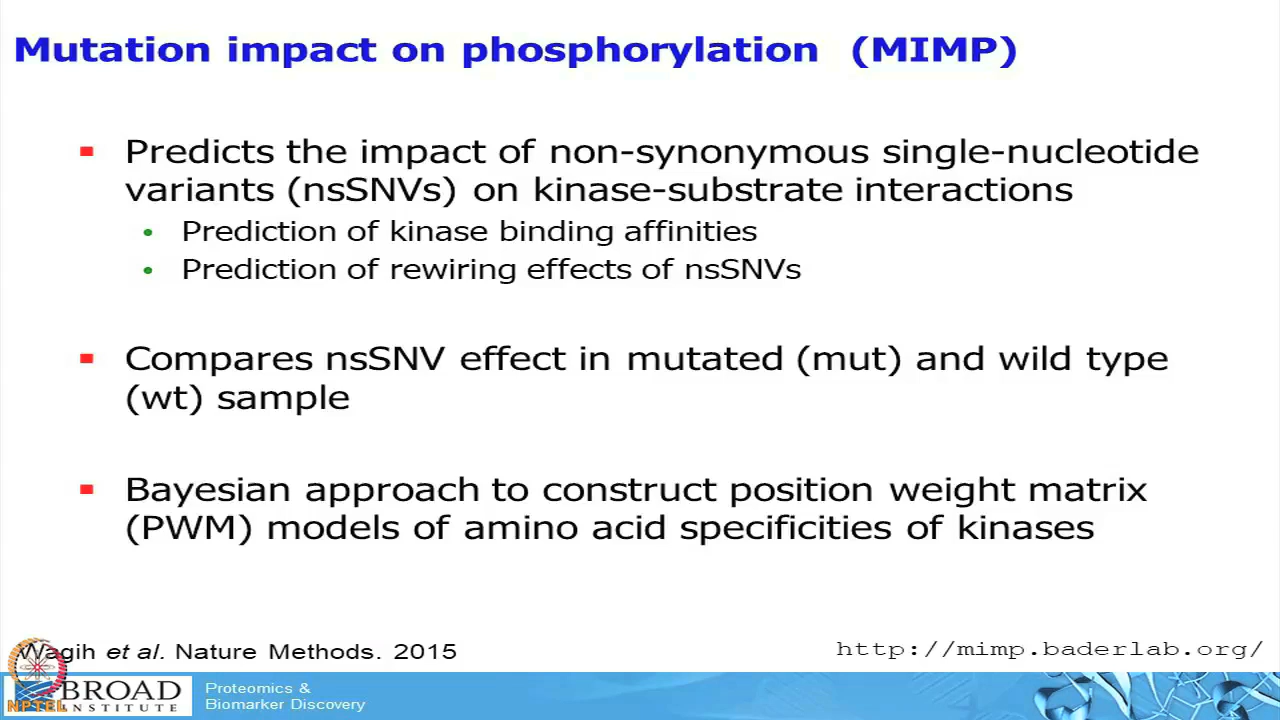 Mutation impact on phosphorylation (MIMP)
Predicts the impact of non-synonymous single-nucleotide
variants (nsSNVs) on kinase-substrate interactions
Prediction of kinase binding affinities
Prediction of rewiring effects of nsSNVs
Compares nsSNV effect in mutated (mut) and wild type
(wt) sample
Bayesian approach to construct position weight matrix
(PWM) models of amino acid specificities of kinases
Wagih et al. Nature Methods. 2015
http://mimp.baderlab.org/
BROAD
INSTITUTE
NPTEL
Proteomics &
Biomarker Discovery